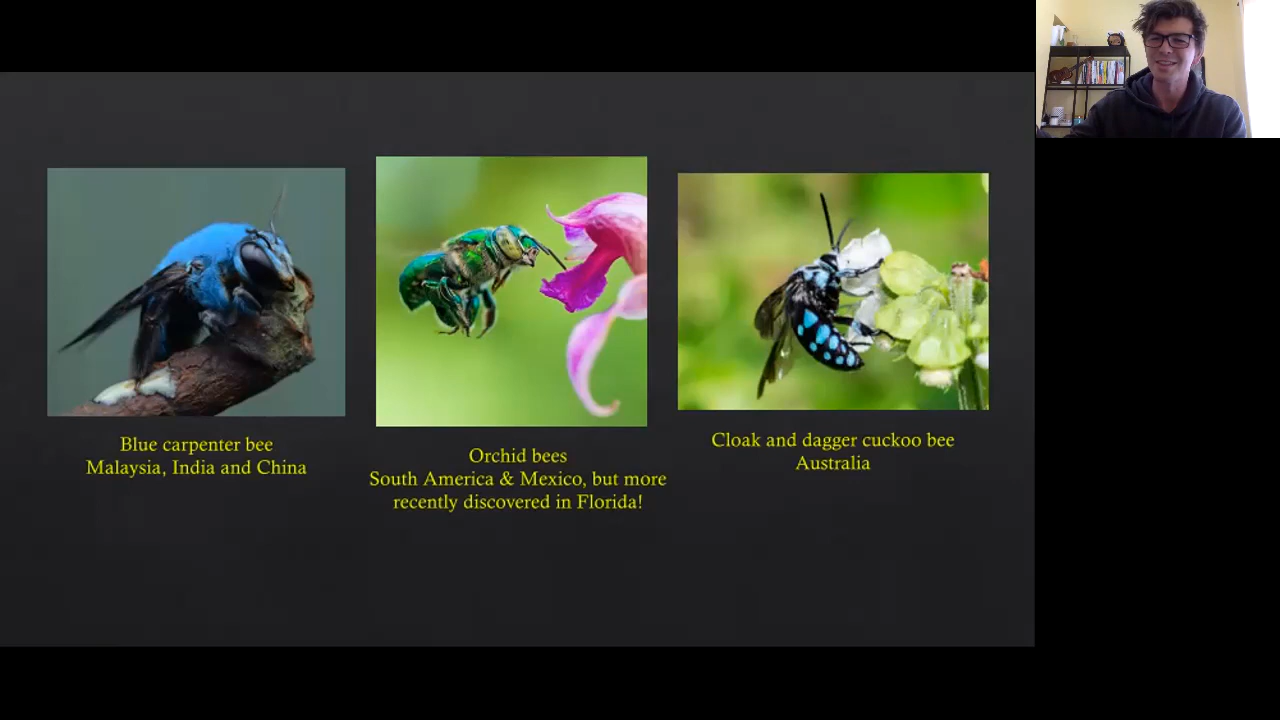 Blue carpenter bee
Malaysia, India and China
Orchid bees
South America & Mexico, but more
recently discovered in Florida!
Cloak and dagger cuckoo bee
Australia